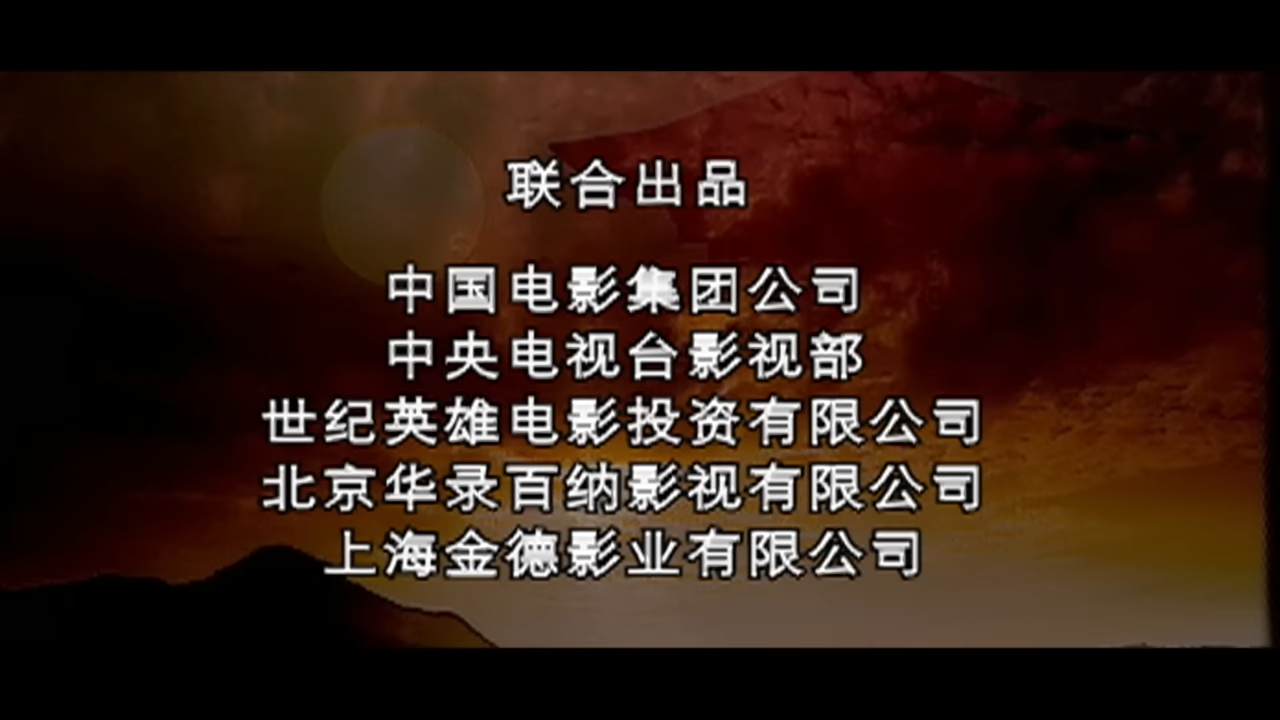 联合出品
中国电影集团公司
中央电视台影视部
世纪英雄电影投资有限公司
北京华录百纳影视有限公司
上海金德影业有限公司